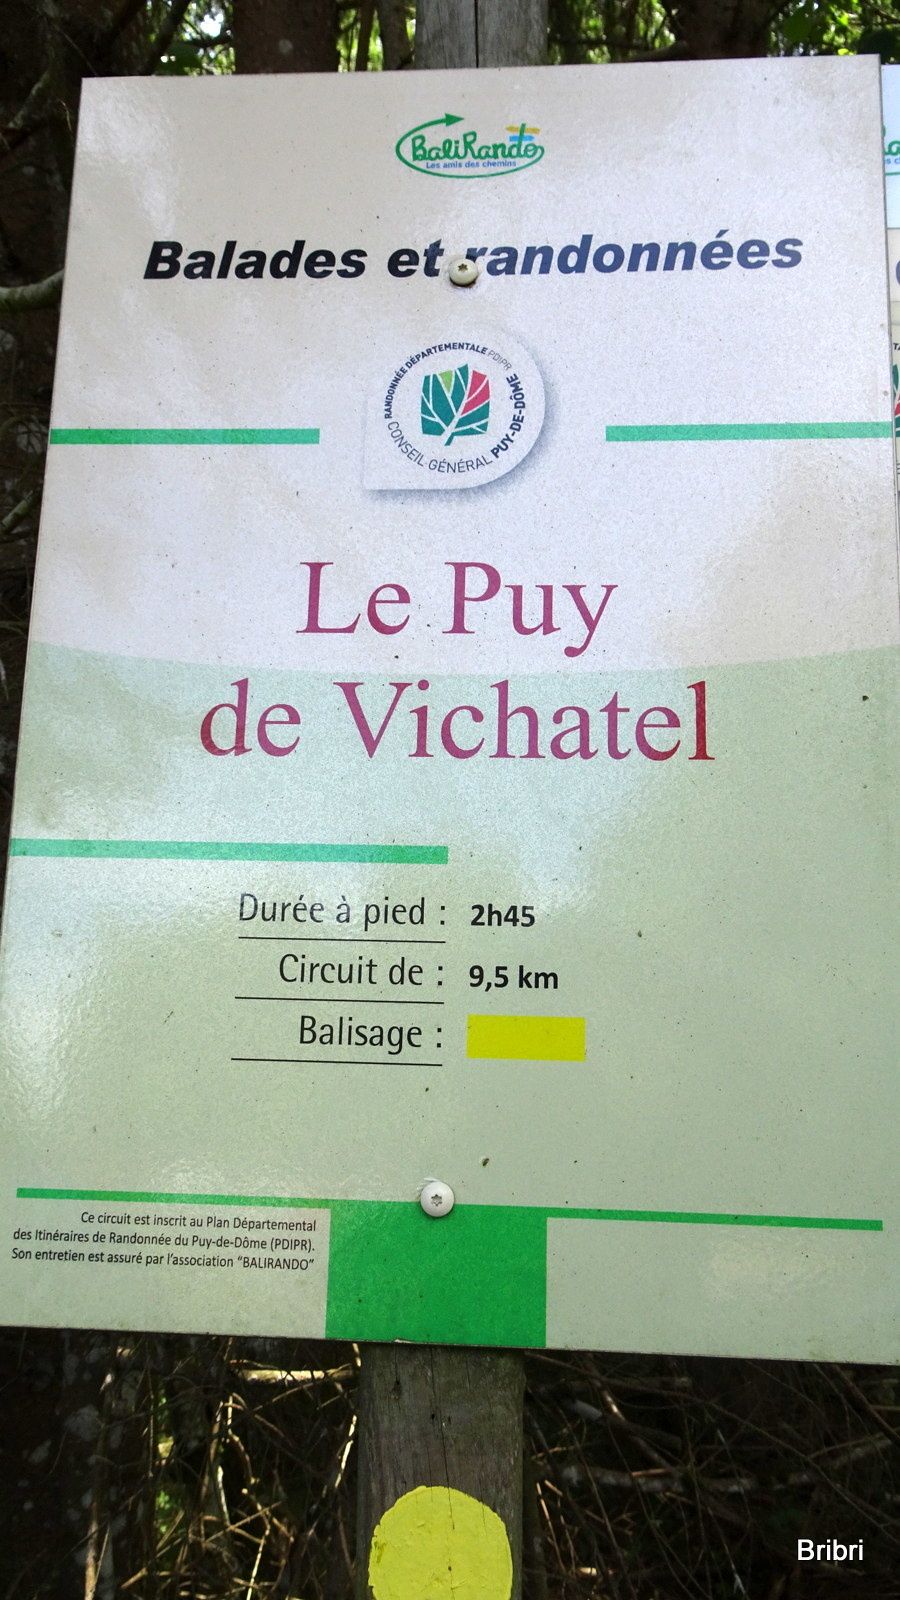 BaliRando
Les amis des chemins
Balades et randonnées
RANDONNÉE DÉPARTEMENTALE PDIPR
CONSEIL GÉNÉRAL PUY-DE-DÔME
Le Puy
de Vichatel
Durée à pied : 2h45
Circuit de : 9,5 km
Balisage :
Ce circuit est inscrit au Plan Départemental
des Itinéraires de Randonnée du Puy-de-Dôme (PDIPR).
Son entretien est assuré par l'association "BALIRANDO"
Bribri